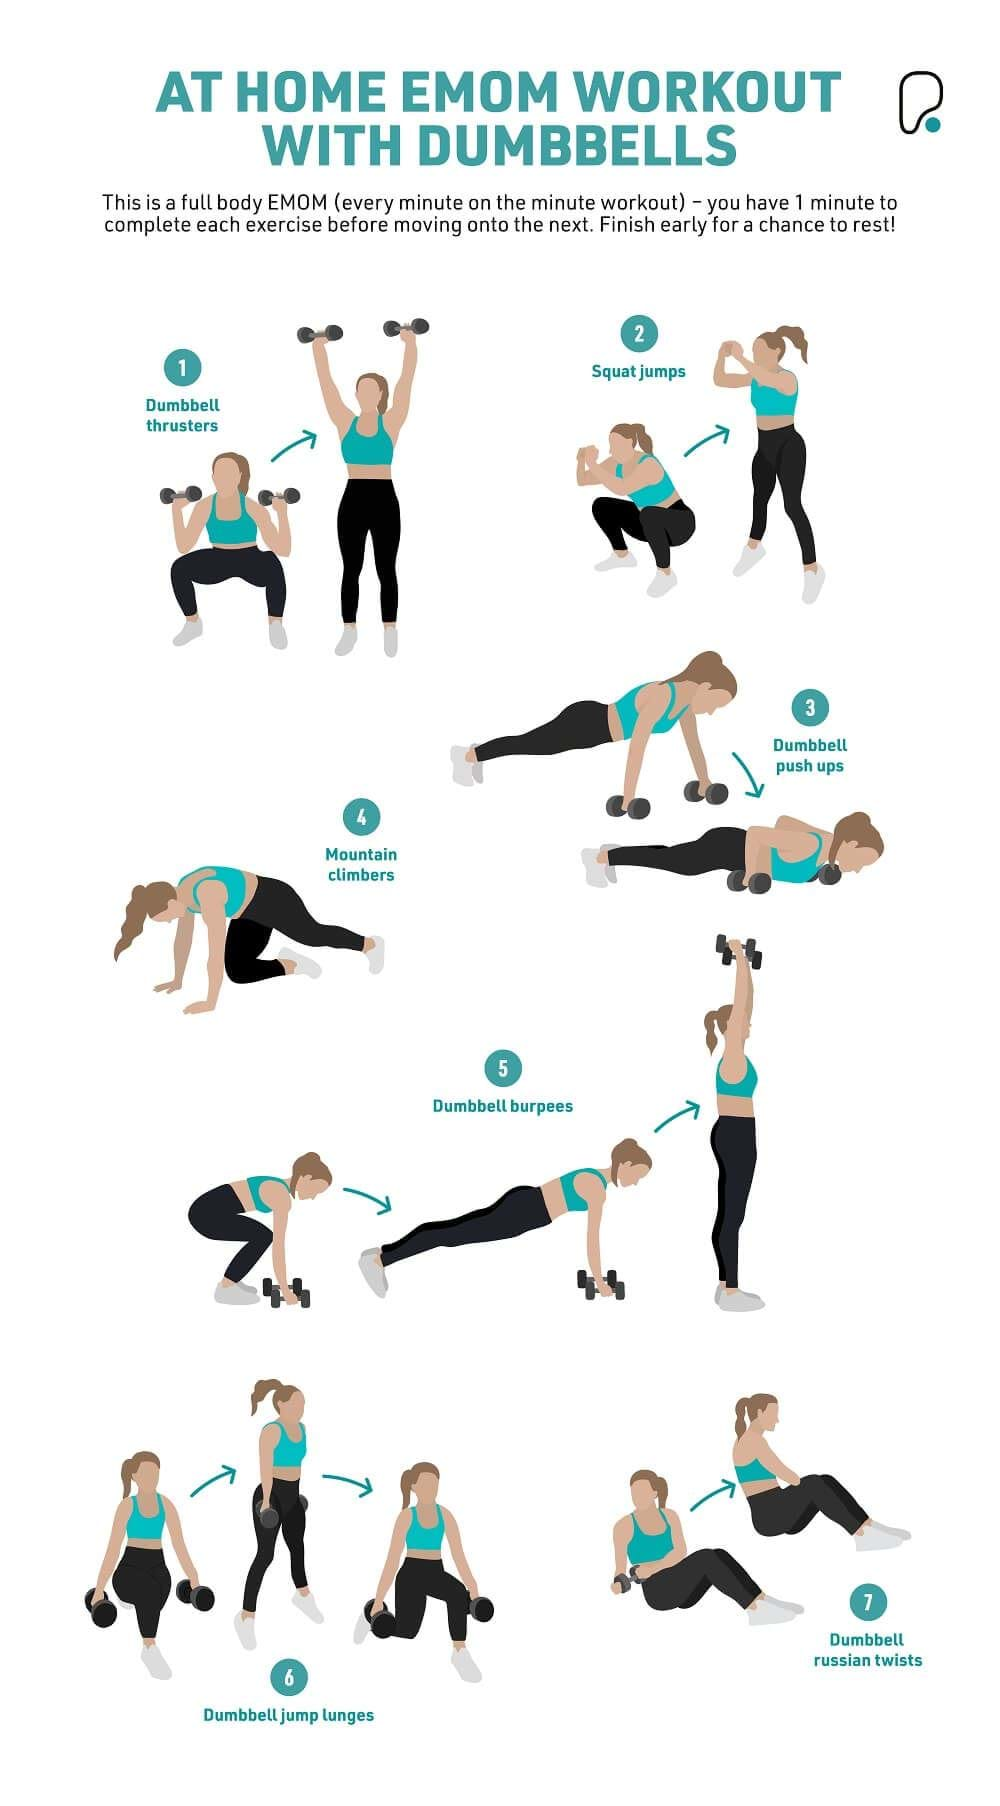 AT HOME EMOM WORKOUT
WITH DUMBBELLS
This is a full body EMOM (every minute on the minute workout) – you have 1 minute to
complete each exercise before moving onto the next. Finish early for a chance to rest!
1
Dumbbell
thrusters
2
Squat jumps
3
Dumbbell
push ups
4
Mountain
climbers
5
Dumbbell burpees
6
Dumbbell jump lunges
7
Dumbbell
russian twists